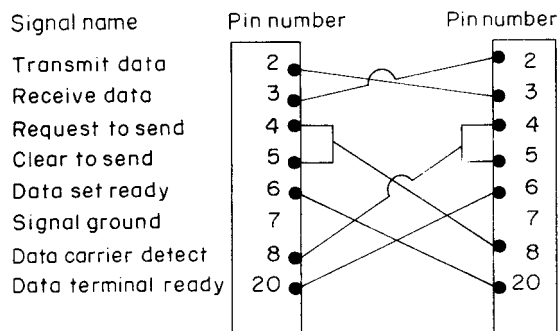 Signal name Pin number Pin number
Transmit data 2 2
Receive data 3 3
Request to send 4 4
Clear to send 5 5
Data set ready 6 6
Signal ground 7 7
Data carrier detect 8 8
Data terminal ready 20 20